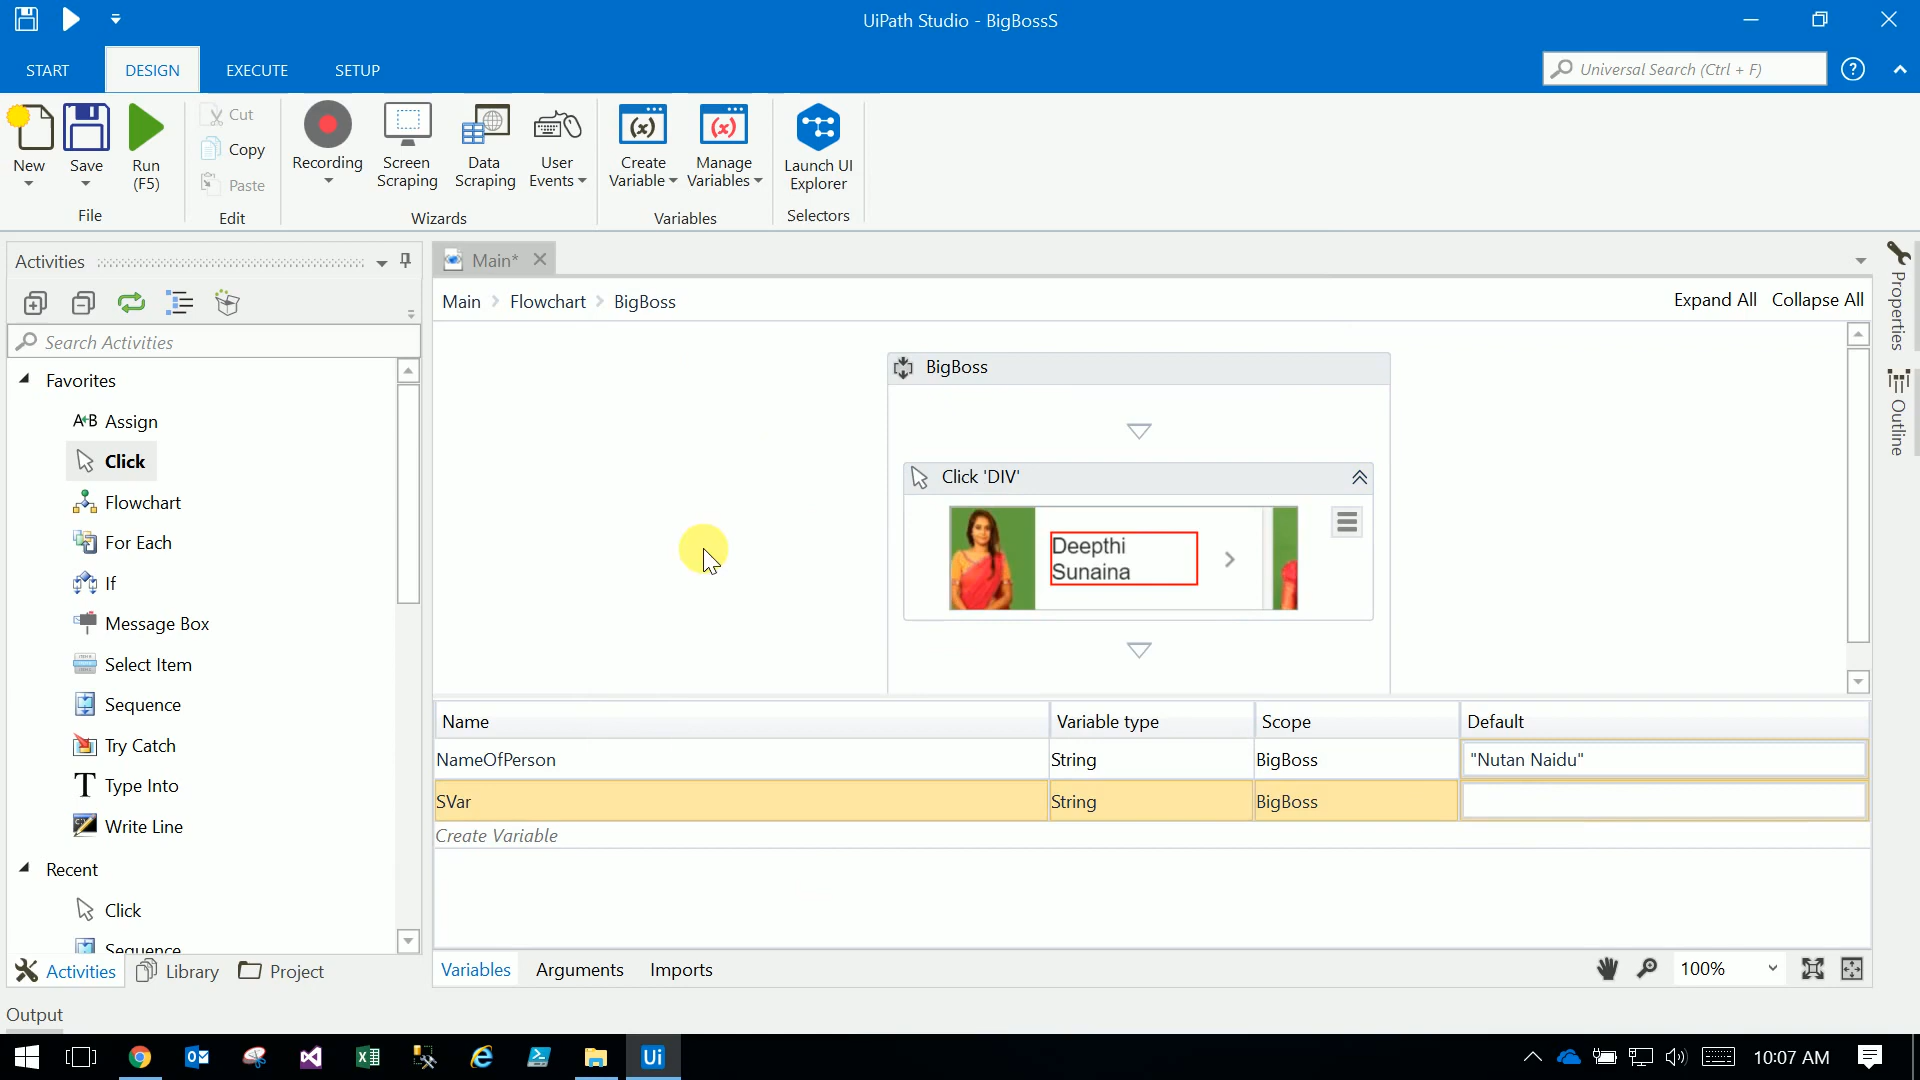 UiPath Studio - BigBossS
START
DESIGN
EXECUTE
SETUP
Universal Search (Ctrl + F)
?
New
Save
Run
(F5)
File
Cut
Copy
Paste
Edit
Recording
Screen
Scraping
Data
Scraping
User
Events
Wizards
(x)
Create
Variable
(x)
Manage
Variables
Variables
Launch UI
Explorer
Selectors
Activities
Search Activities
Favorites
A+B Assign
Click
Flowchart
For Each
If
Message Box
Select Item
Sequence
Try Catch
Type Into
Write Line
Recent
Click
Sequence
Activities
Library
Project
Output
Main*
Main > Flowchart > BigBoss
Expand All
Collapse All
BigBoss
Click 'DIV'
Deepthi
Sunaina
Name
Variable type
Scope
Default
NameOfPerson
String
BigBoss
"Nutan Naidu"
SVar
String
BigBoss
Create Variable
Variables
Arguments
Imports
100%
Properties
Outline
Ui
10:07 AM